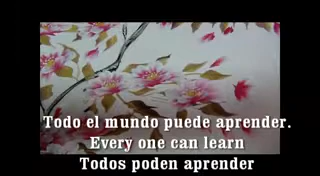 Todo el mundo puede aprender.
Every one can learn
Todos poden aprender